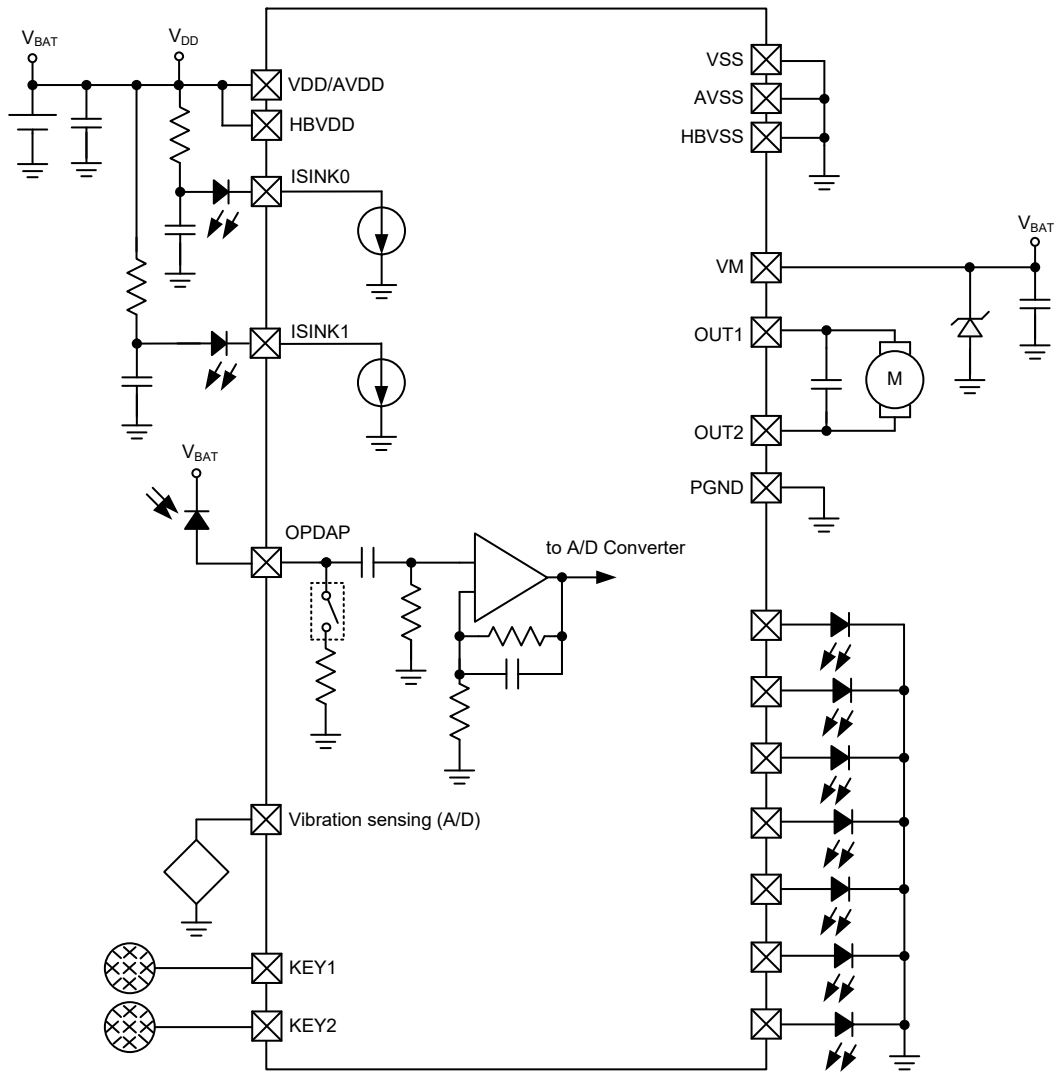 VBAT
VDD
VDD/AVDD
HBVDD
ISINK0
ISINK1
VBAT
OPDAP
to A/D Converter
Vibration sensing (A/D)
KEY1
KEY2
VSS
AVSS
HBVSS
VBAT
VM
OUT1
M
OUT2
PGND